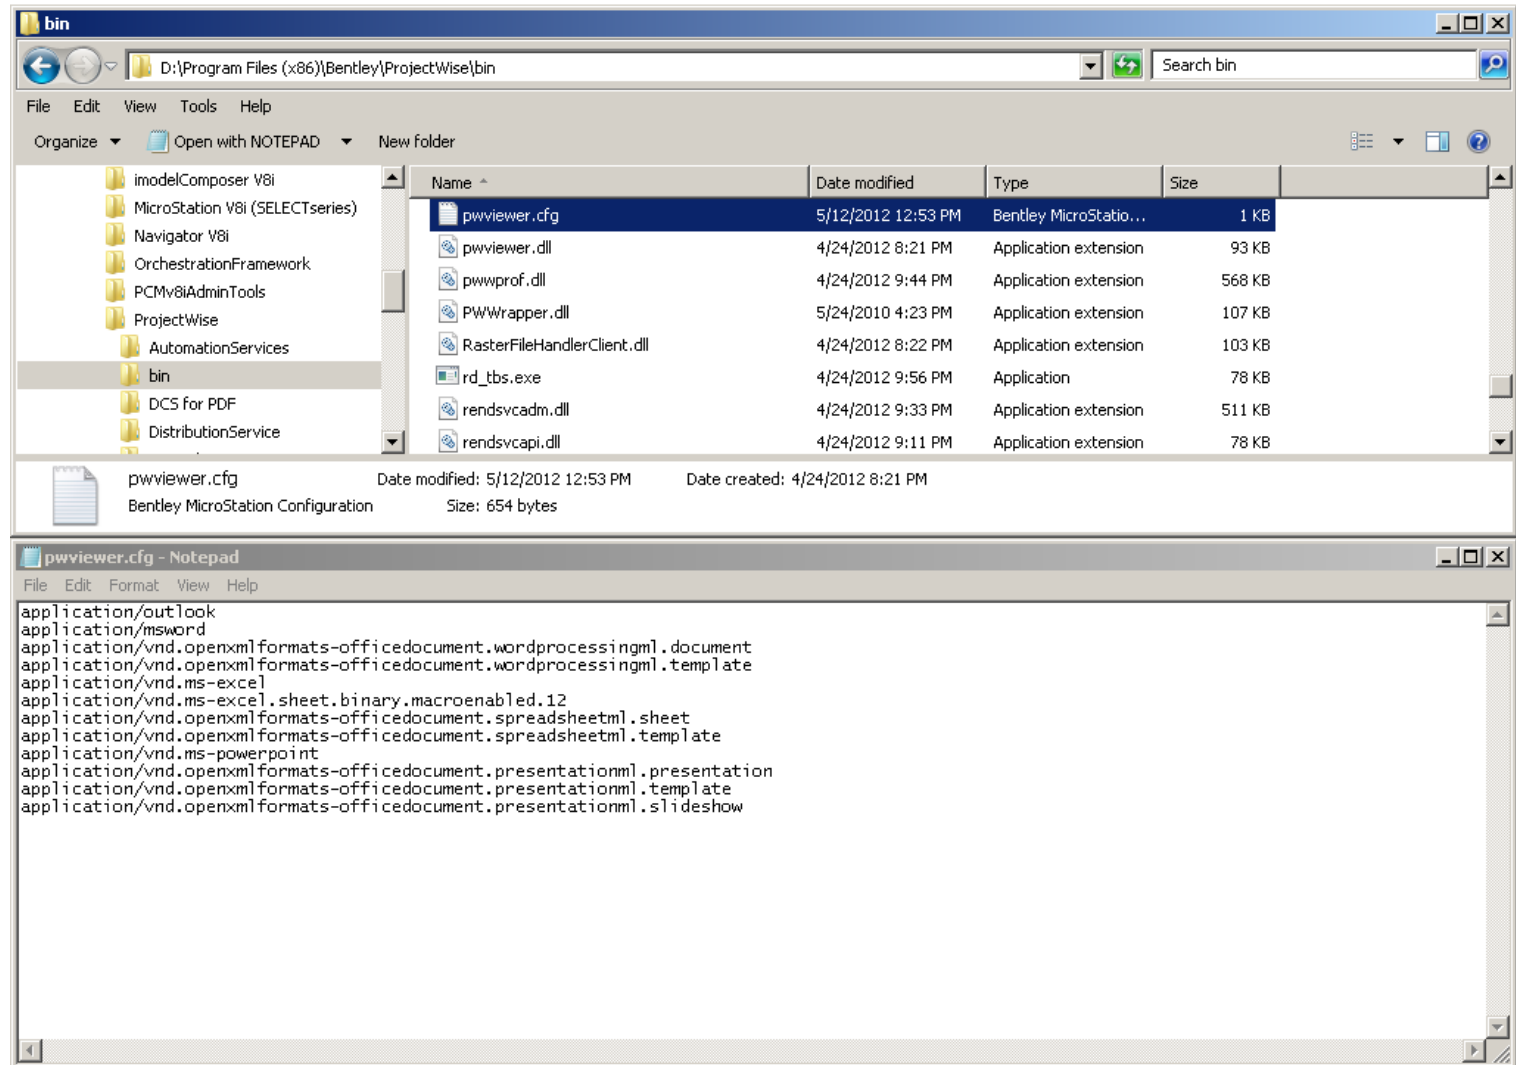 bin
D:\Program Files (x86)\Bentley\ProjectWise\bin
Search bin
File Edit View Tools Help
Organize Open with NOTEPAD New folder
imodelComposer V8i
MicroStation V8i (SELECTseries)
Navigator V8i
OrchestrationFramework
PCMv8iAdminTools
ProjectWise
AutomationServices
bin
DCS for PDF
DistributionService
Name Date modified Type Size
pwviewer.cfg 5/12/2012 12:53 PM Bentley MicroStatio... 1 KB
pwviewer.dll 4/24/2012 8:21 PM Application extension 93 KB
pwwprof.dll 4/24/2012 9:44 PM Application extension 568 KB
PWWrapper.dll 5/24/2010 4:23 PM Application extension 107 KB
RasterFileHandlerClient.dll 4/24/2012 8:22 PM Application extension 103 KB
rd_tbs.exe 4/24/2012 9:56 PM Application 78 KB
rendsvcadm.dll 4/24/2012 9:33 PM Application extension 511 KB
rendsvcapi.dll 4/24/2012 9:11 PM Application extension 78 KB
pwviewer.cfg Date modified: 5/12/2012 12:53 PM Date created: 4/24/2012 8:21 PM
Bentley MicroStation Configuration Size: 654 bytes
pwviewer.cfg - Notepad
File Edit Format View Help
application/outlook
application/msword
application/vnd.openxmlformats-officedocument.wordprocessingml.document
application/vnd.openxmlformats-officedocument.wordprocessingml.template
application/vnd.ms-excel
application/vnd.ms-excel.sheet.binary.macroenabled.12
application/vnd.openxmlformats-officedocument.spreadsheetml.sheet
application/vnd.openxmlformats-officedocument.spreadsheetml.template
application/vnd.ms-powerpoint
application/vnd.openxmlformats-officedocument.presentationml.presentation
application/vnd.openxmlformats-officedocument.presentationml.template
application/vnd.openxmlformats-officedocument.presentationml.slideshow